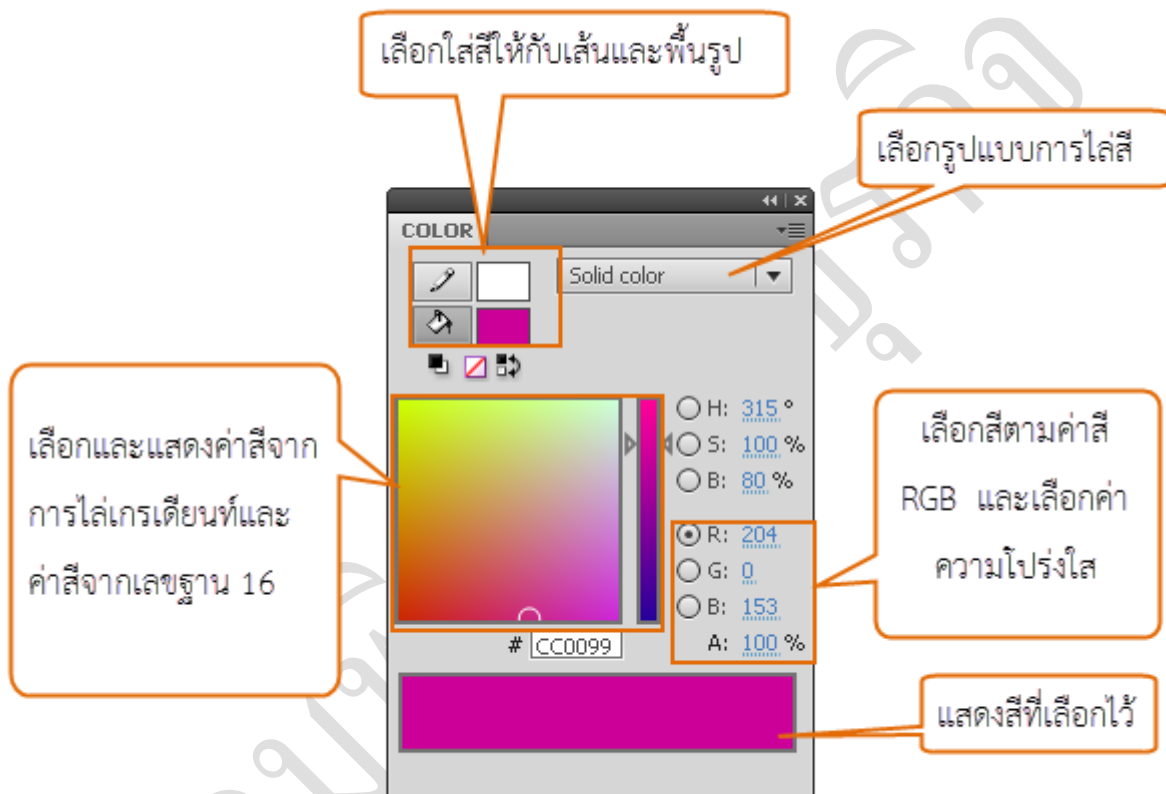 เลือกใส่สีให้กับเส้นและพื้นรูป
เลือกรูปแบบการไล่สี
COLOR
Solid color
เลือกและแสดงค่าสีจาก
การไล่เกรเดียนท์และ
ค่าสีจากเลขฐาน 16
H: 315 °
S: 100 %
B: 80 %
R: 204
G: 0
B: 153
A: 100 %
# CC0099
เลือกสีตามค่าสี
RGB และเลือกค่า
ความโปร่งใส
แสดงสีที่เลือกไว้